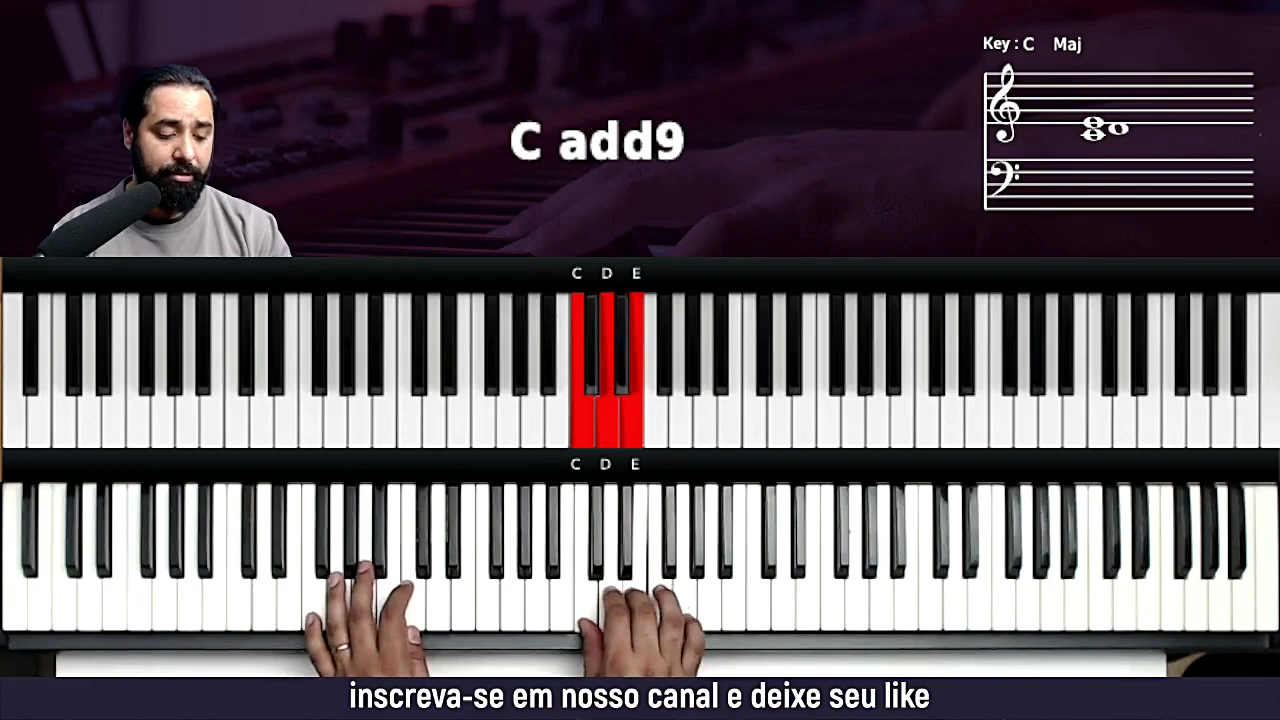 Key : C Maj
C add9
C D E
C D E
inscreva-se em nosso canal e deixe seu like